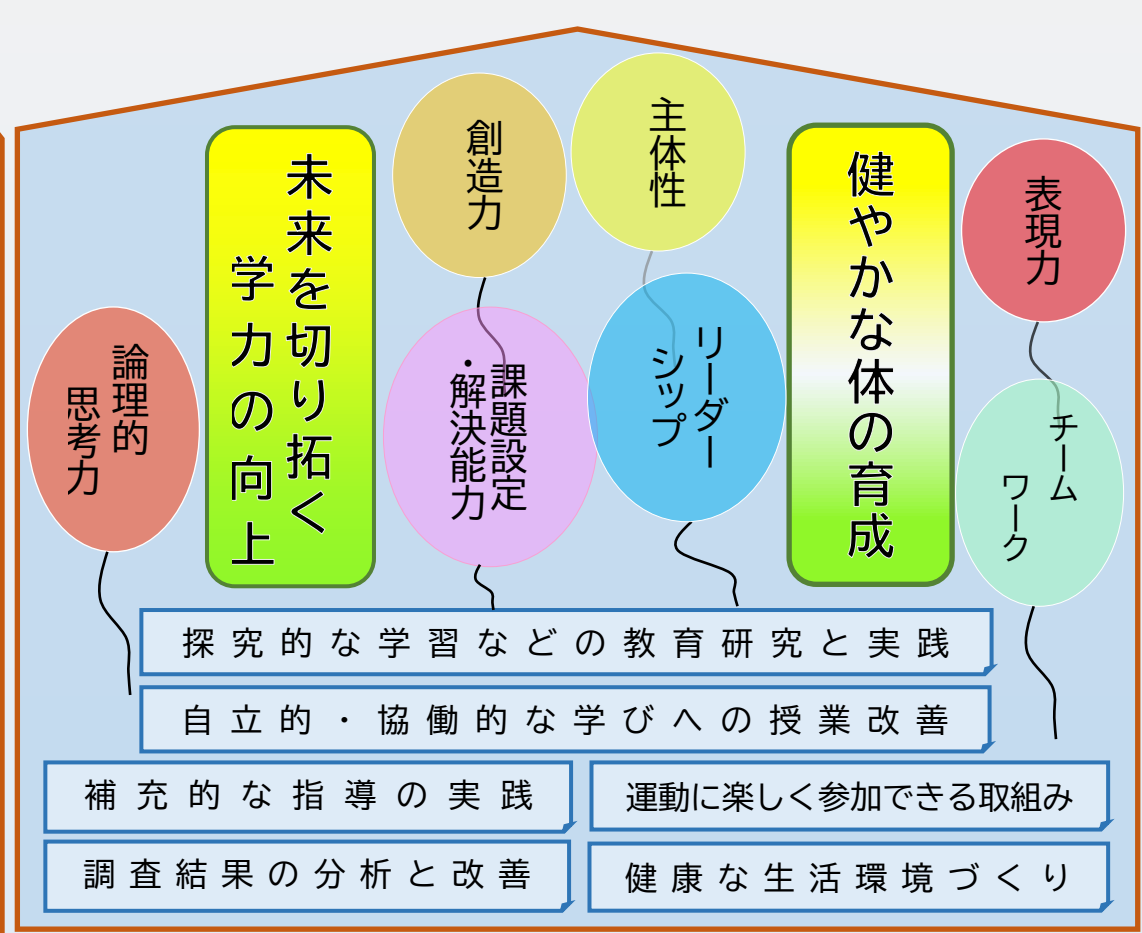 未来を切り拓く
学力の向上
健やかな体の育成
創造力
主体性
表現力
論理的
思考力
課題設定
・解決能力
リーダー
シップ
チーム
ワーク
探究的な学習などの教育研究と実践
自立的・協働的な学びへの授業改善
補充的な指導の実践
運動に楽しく参加できる取組み
調査結果の分析と改善
健康な生活環境づくり